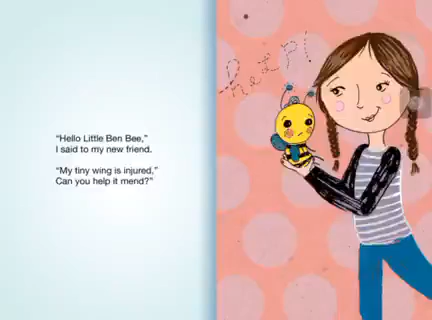 "Hello Little Ben Bee,"
I said to my new friend.
"My tiny wing is injured,"
Can you help it mend?"
help!